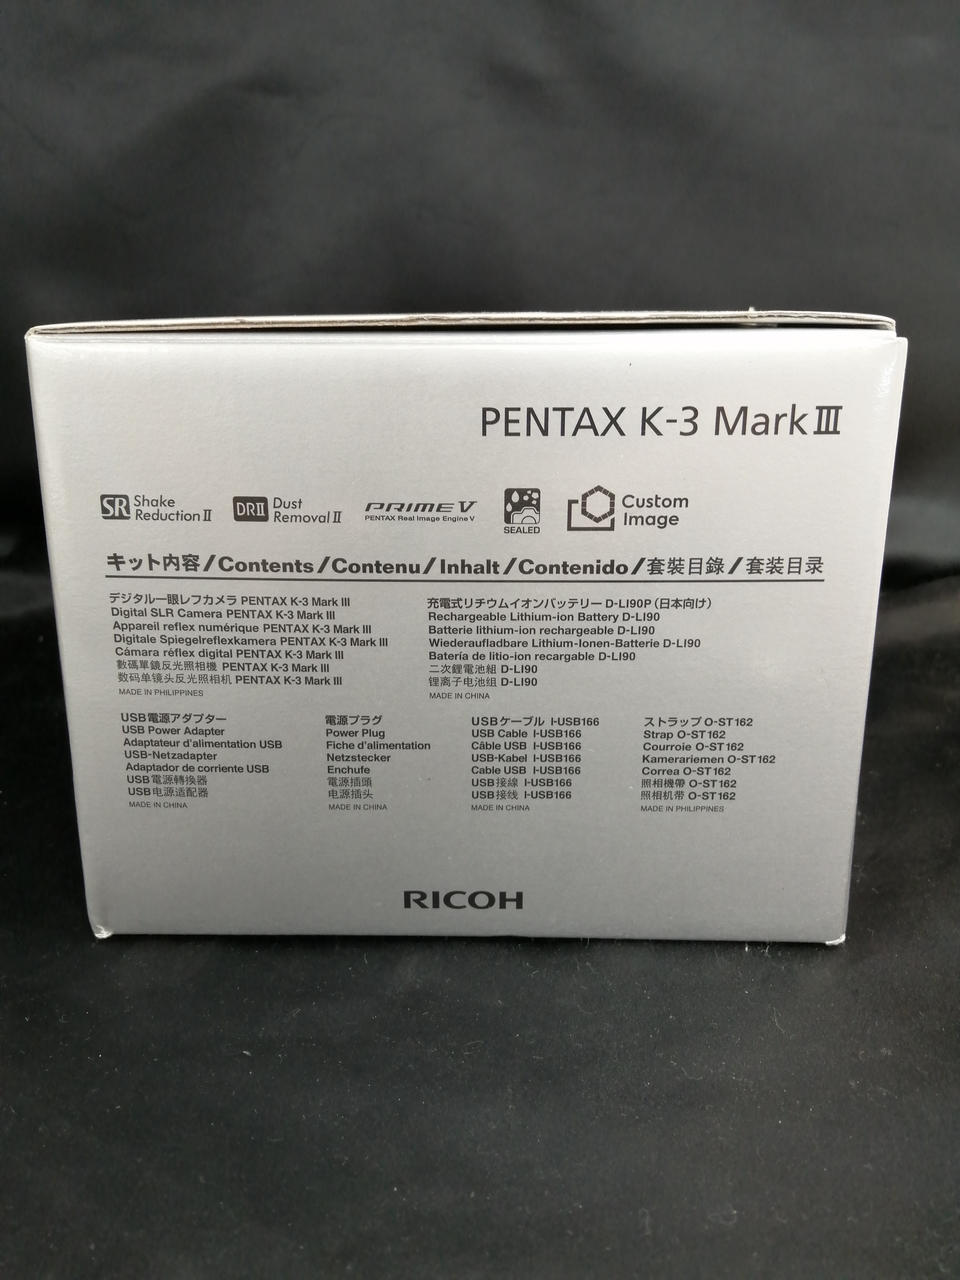 PENTAX K-3 Mark Ⅲ
SR Shake Reduction Ⅱ
DRⅡ Dust Removal Ⅱ
PRIME V
PENTAX Real Image Engine V
SEALED
Custom Image
キット内容/Contents/Contenu/Inhalt/Contenido/套裝目錄/套装目录
デジタル一眼レフカメラ PENTAX K-3 Mark Ⅲ
Digital SLR Camera PENTAX K-3 Mark Ⅲ
Appareil reflex numérique PENTAX K-3 Mark Ⅲ
Digitale Spiegelreflexkamera PENTAX K-3 Mark Ⅲ
Cámara réflex digital PENTAX K-3 Mark Ⅲ
數碼單鏡反光照相機 PENTAX K-3 Mark Ⅲ
数码单镜头反光照相机 PENTAX K-3 Mark Ⅲ
MADE IN PHILIPPINES
充電式リチウムイオンバッテリー D-LI90P (日本向け)
Rechargeable Lithium-ion Battery D-LI90
Batterie lithium-ion rechargeable D-LI90
Wiederaufladbare Lithium-Ionen-Batterie D-LI90
Batería de litio-ion recargable D-LI90
二次鋰電池組 D-LI90
锂离子电池组 D-LI90
MADE IN CHINA
USB電源アダプター
USB Power Adapter
Adaptateur d'alimentation USB
USB-Netzadapter
Adaptador de corriente USB
USB電源轉換器
USB电源适配器
MADE IN CHINA
電源プラグ
Power Plug
Fiche d'alimentation
Netzstecker
Enchufe
電源插頭
电源插头
MADE IN CHINA
USBケーブル I-USB166
USB Cable I-USB166
Câble USB I-USB166
USB-Kabel I-USB166
Cable USB I-USB166
USB接線 I-USB166
USB接线 I-USB166
MADE IN CHINA
ストラップ O-ST162
Strap O-ST162
Courroie O-ST162
Kamerariemen O-ST162
Correa O-ST162
照相機帶 O-ST162
照相机带 O-ST162
MADE IN PHILIPPINES
RICOH